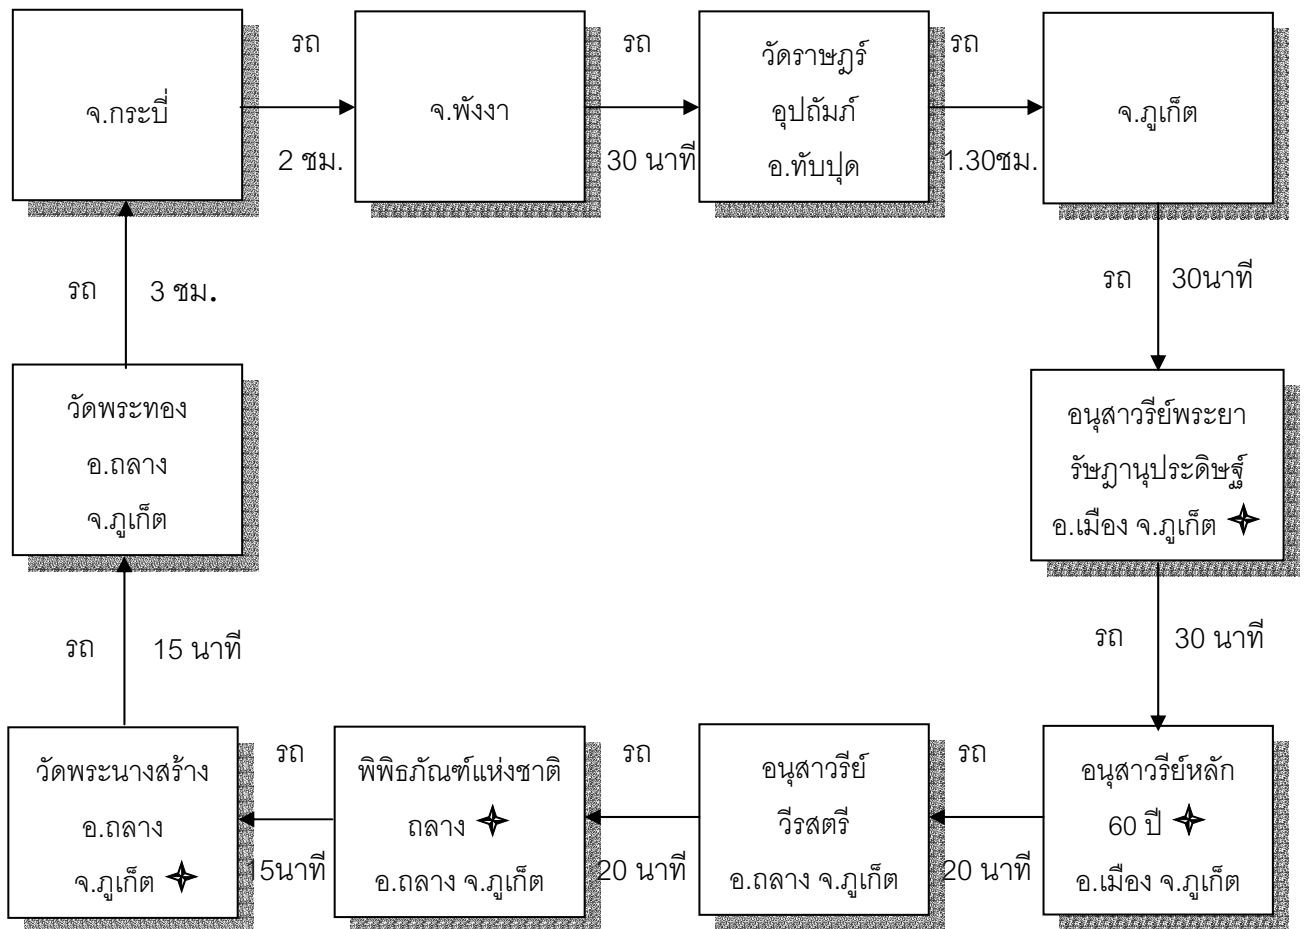 รถ
รถ
รถ
จ.กระบี่
จ.พังงา
วัดราษฎร์
อุปถัมภ์
อ.ทับปุด
จ.ภูเก็ต
2 ชม.
30 นาที
1.30ชม.
รถ
30นาที
อนุสาวรีย์พระยา
รัษฎานุประดิษฐ์
อ.เมือง จ.ภูเก็ต
รถ
30 นาที
อนุสาวรีย์หลัก
60 ปี
อ.เมือง จ.ภูเก็ต
รถ
20 นาที
อนุสาวรีย์
วีรสตรี
อ.ถลาง จ.ภูเก็ต
รถ
20 นาที
พิพิธภัณฑ์แห่งชาติ
ถลาง
อ.ถลาง จ.ภูเก็ต
รถ
15นาที
วัดพระนางสร้าง
อ.ถลาง
จ.ภูเก็ต
รถ
15 นาที
วัดพระทอง
อ.ถลาง
จ.ภูเก็ต
รถ
3 ชม.